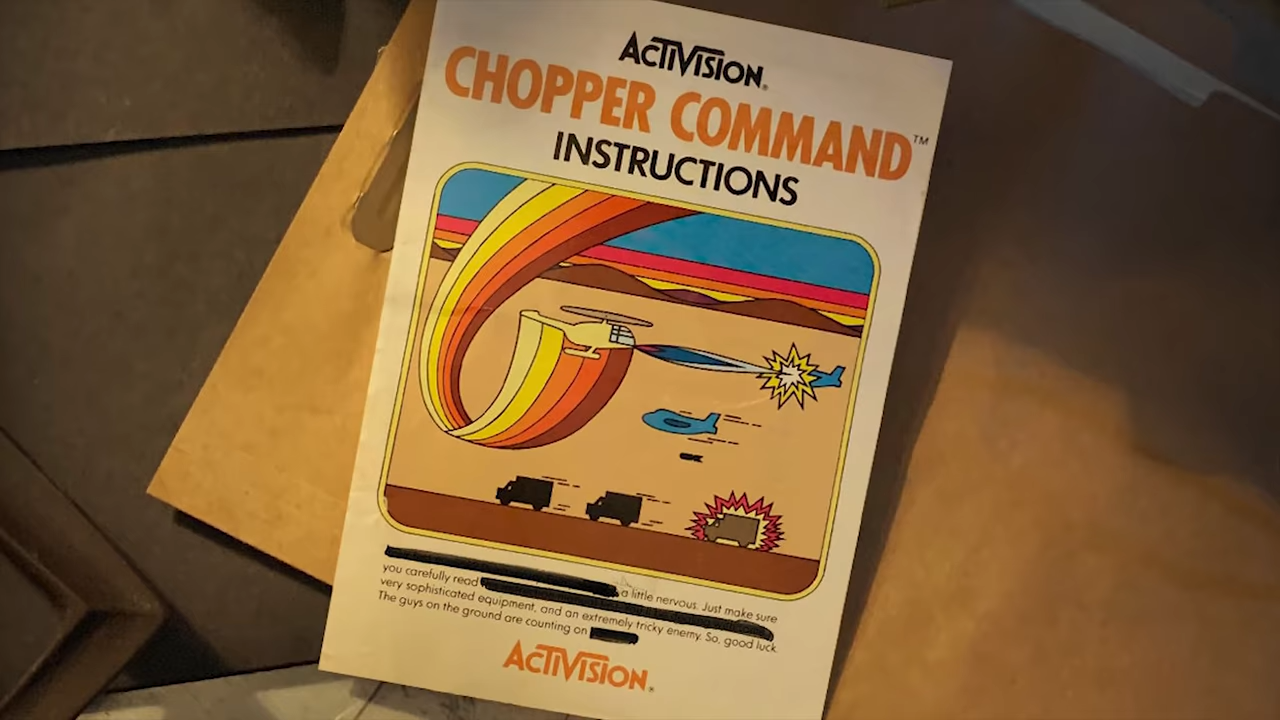 ACTIVISION®
CHOPPER COMMAND™
INSTRUCTIONS
a little nervous. Just make sure
you carefully read
very sophisticated equipment, and an extremely tricky enemy. So, good luck.
The guys on the ground are counting on
ACTIVISION®